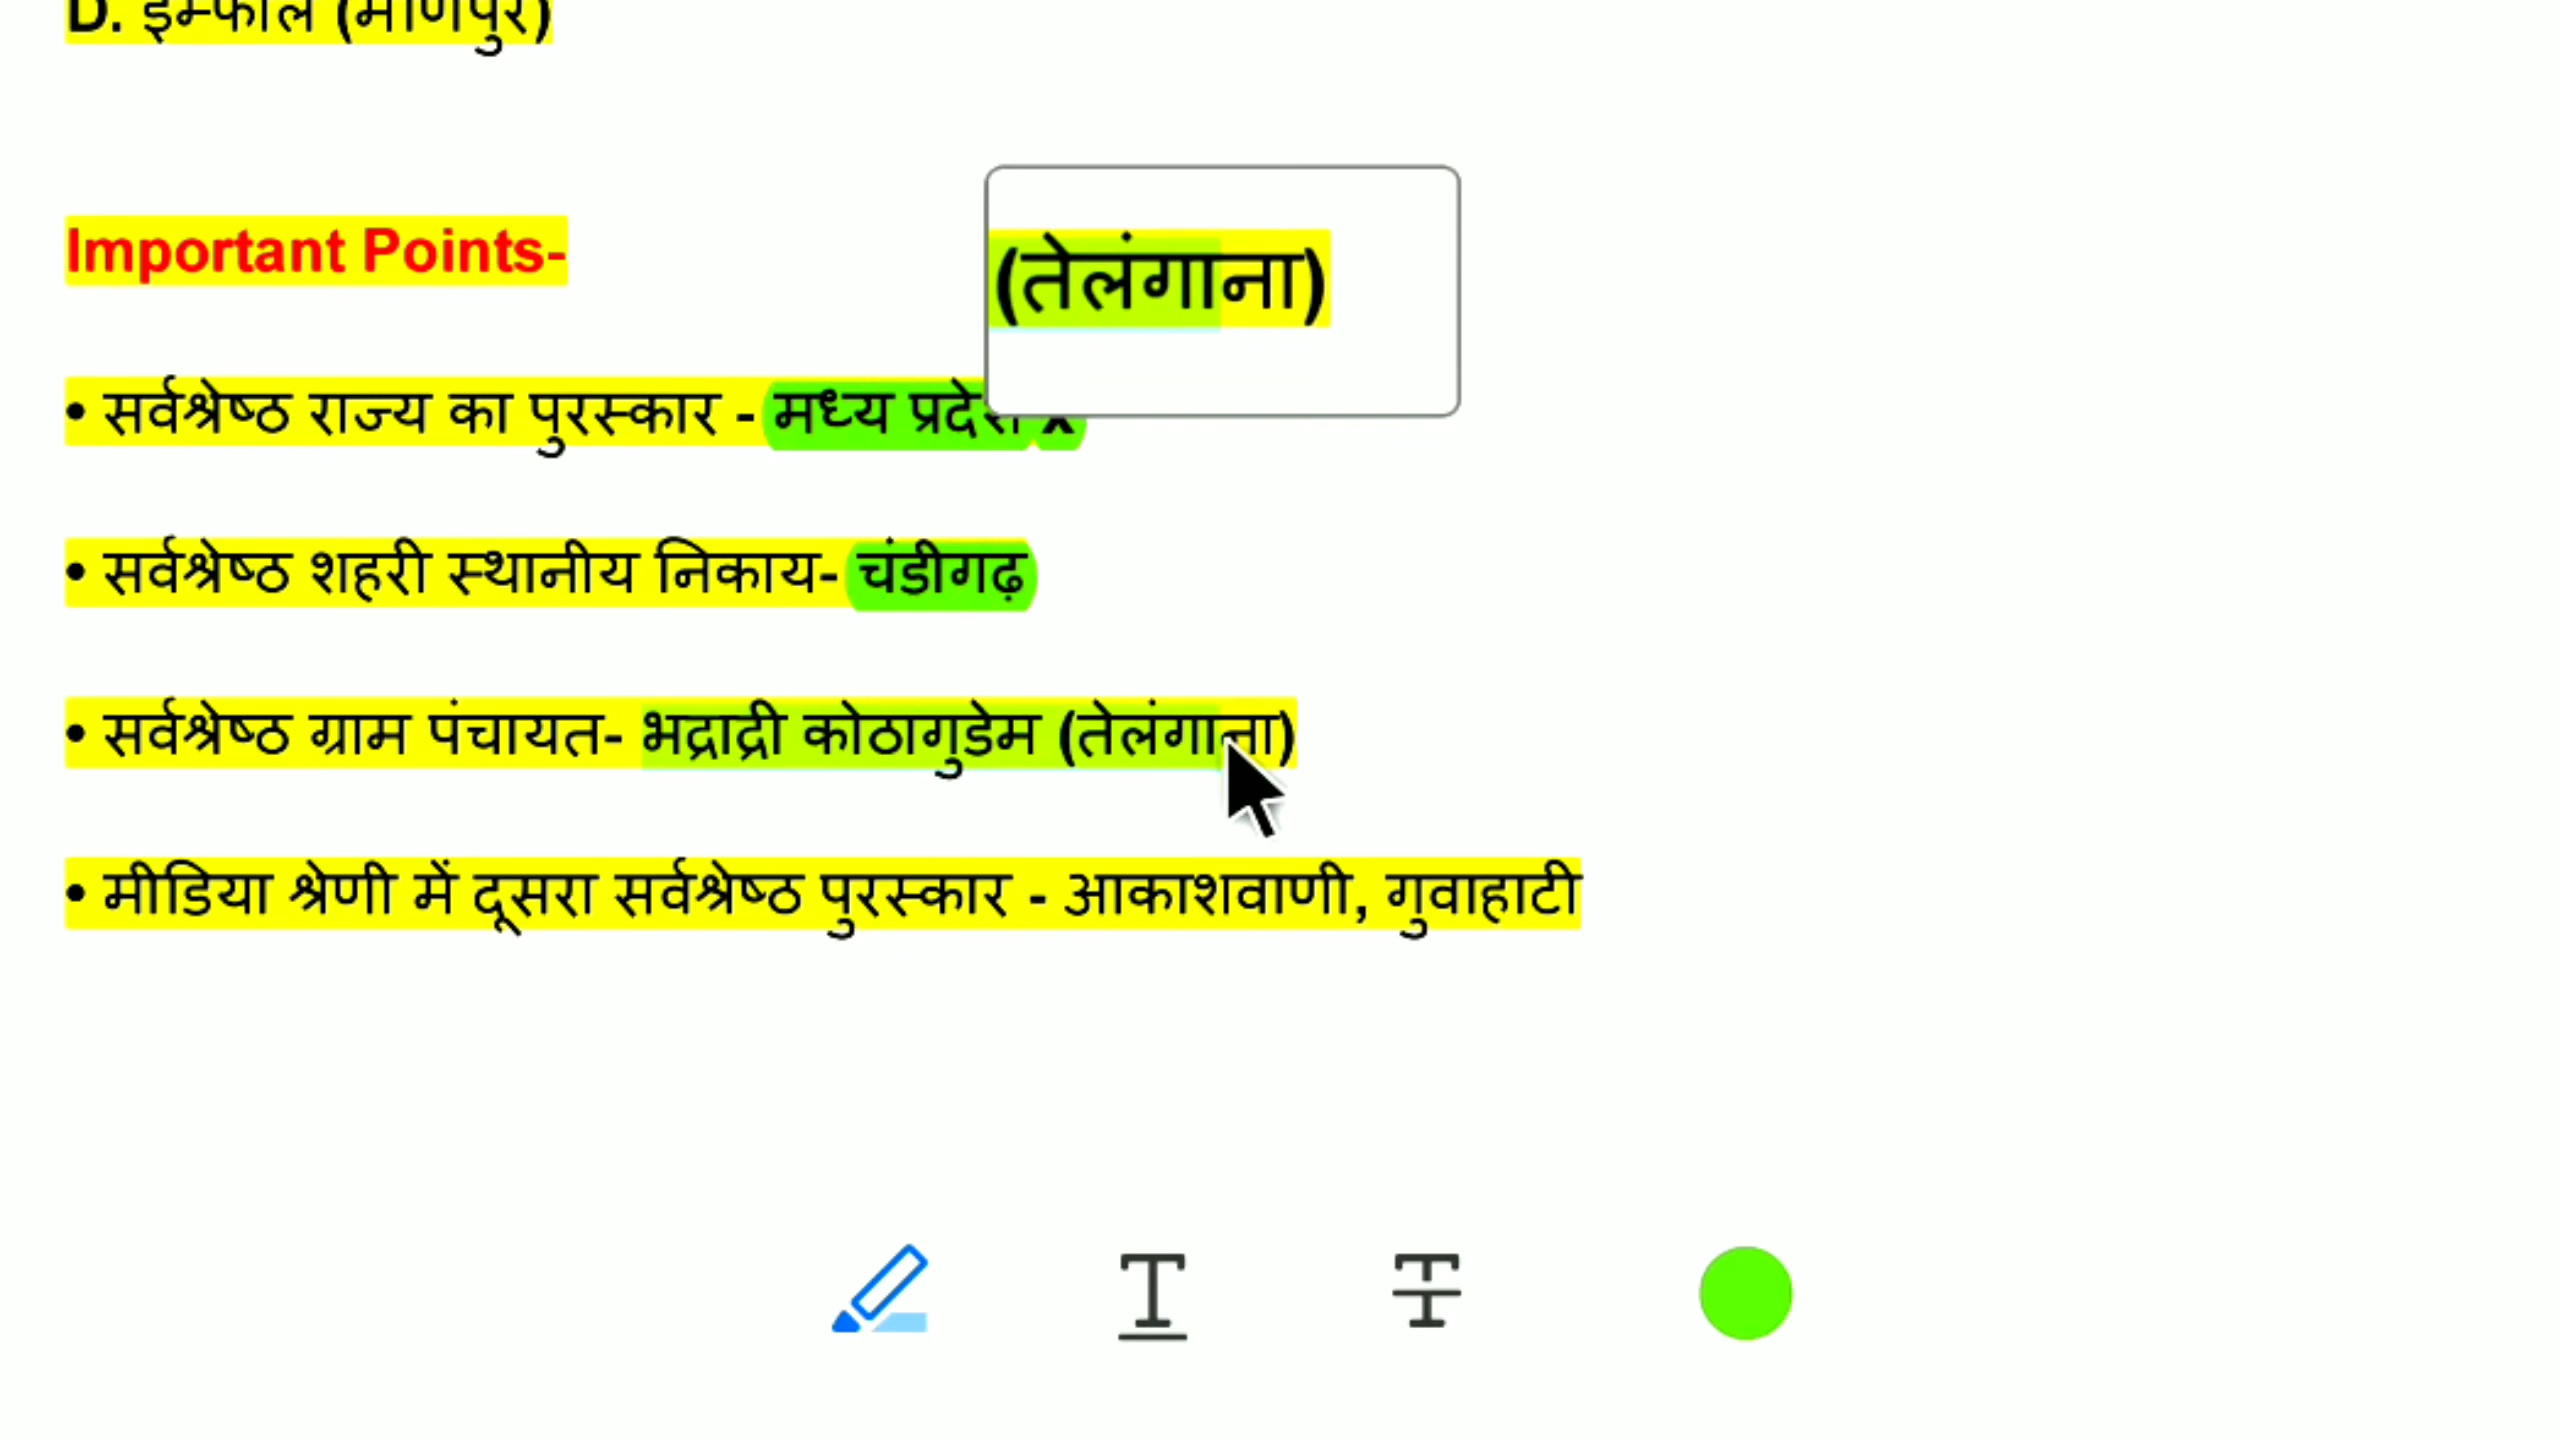 D. इम्फाल (मणिपुर)
(तेलंगाना)
Important Points-
• सर्वश्रेष्ठ राज्य का पुरस्कार - मध्य प्रदेश x
• सर्वश्रेष्ठ शहरी स्थानीय निकाय- चंडीगढ़
• सर्वश्रेष्ठ ग्राम पंचायत- भद्राद्री कोठागुडेम (तेलंगाना)
• मीडिया श्रेणी में दूसरा सर्वश्रेष्ठ पुरस्कार - आकाशवाणी, गुवाहाटी